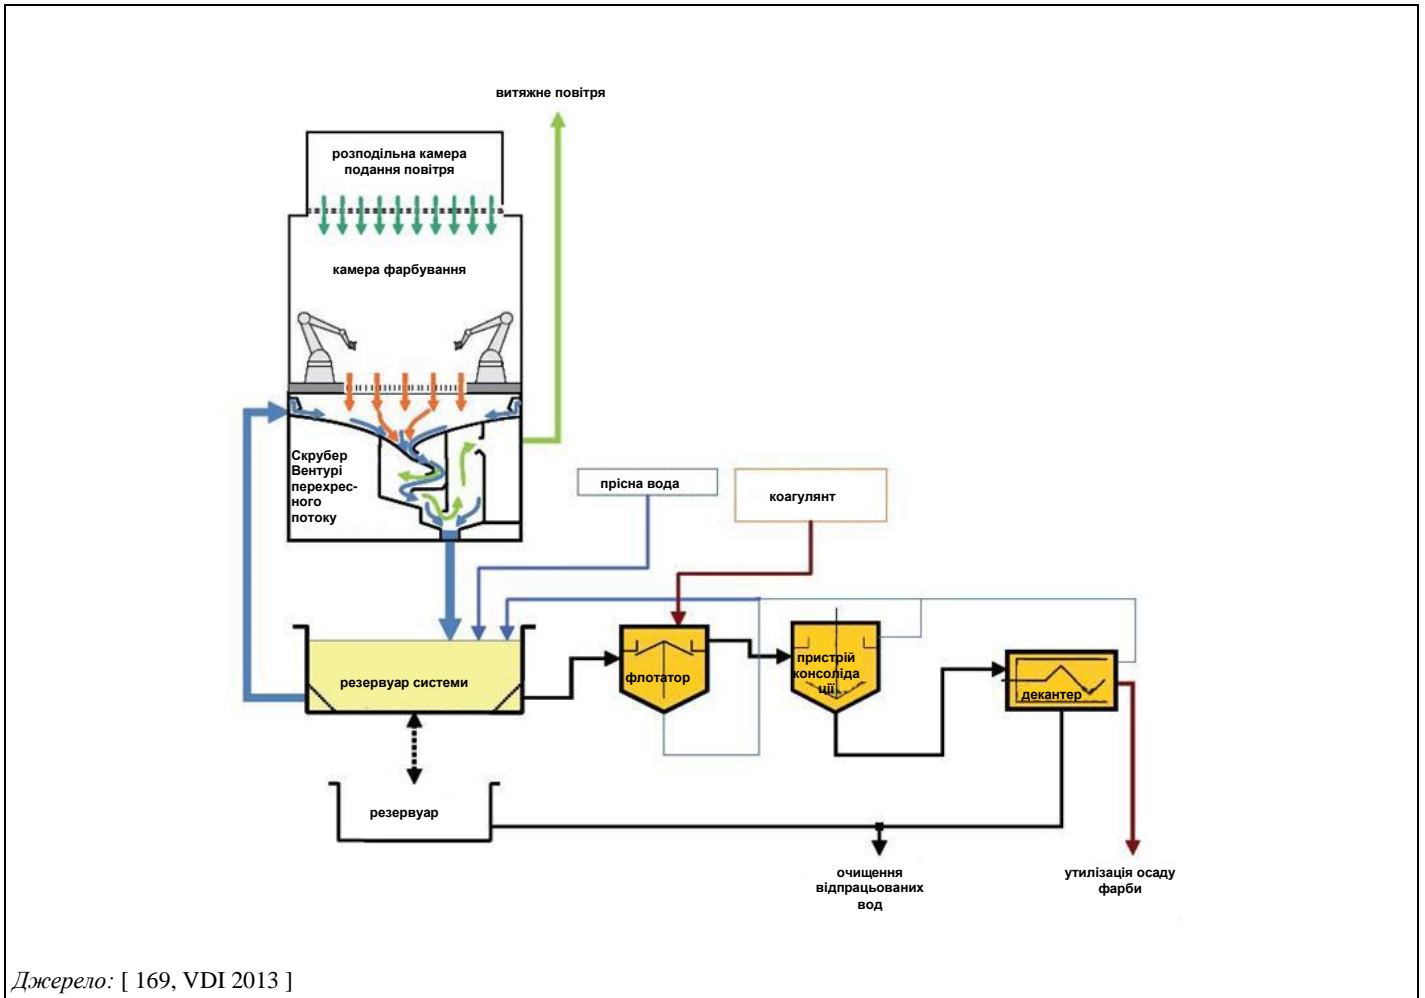 витяжне повітря
розподільна камера
подання повітря
камера фарбування
Скрубер
Вентурі
перехрес-
ного
потоку
прісна вода
коагулянт
резервуар системи
флотатор
пристрій
консоліда
ції
декантер
резервуар
очищення
відпрацьованих
вод
утилізація осаду
фарби
Джерело: [ 169, VDI 2013 ]